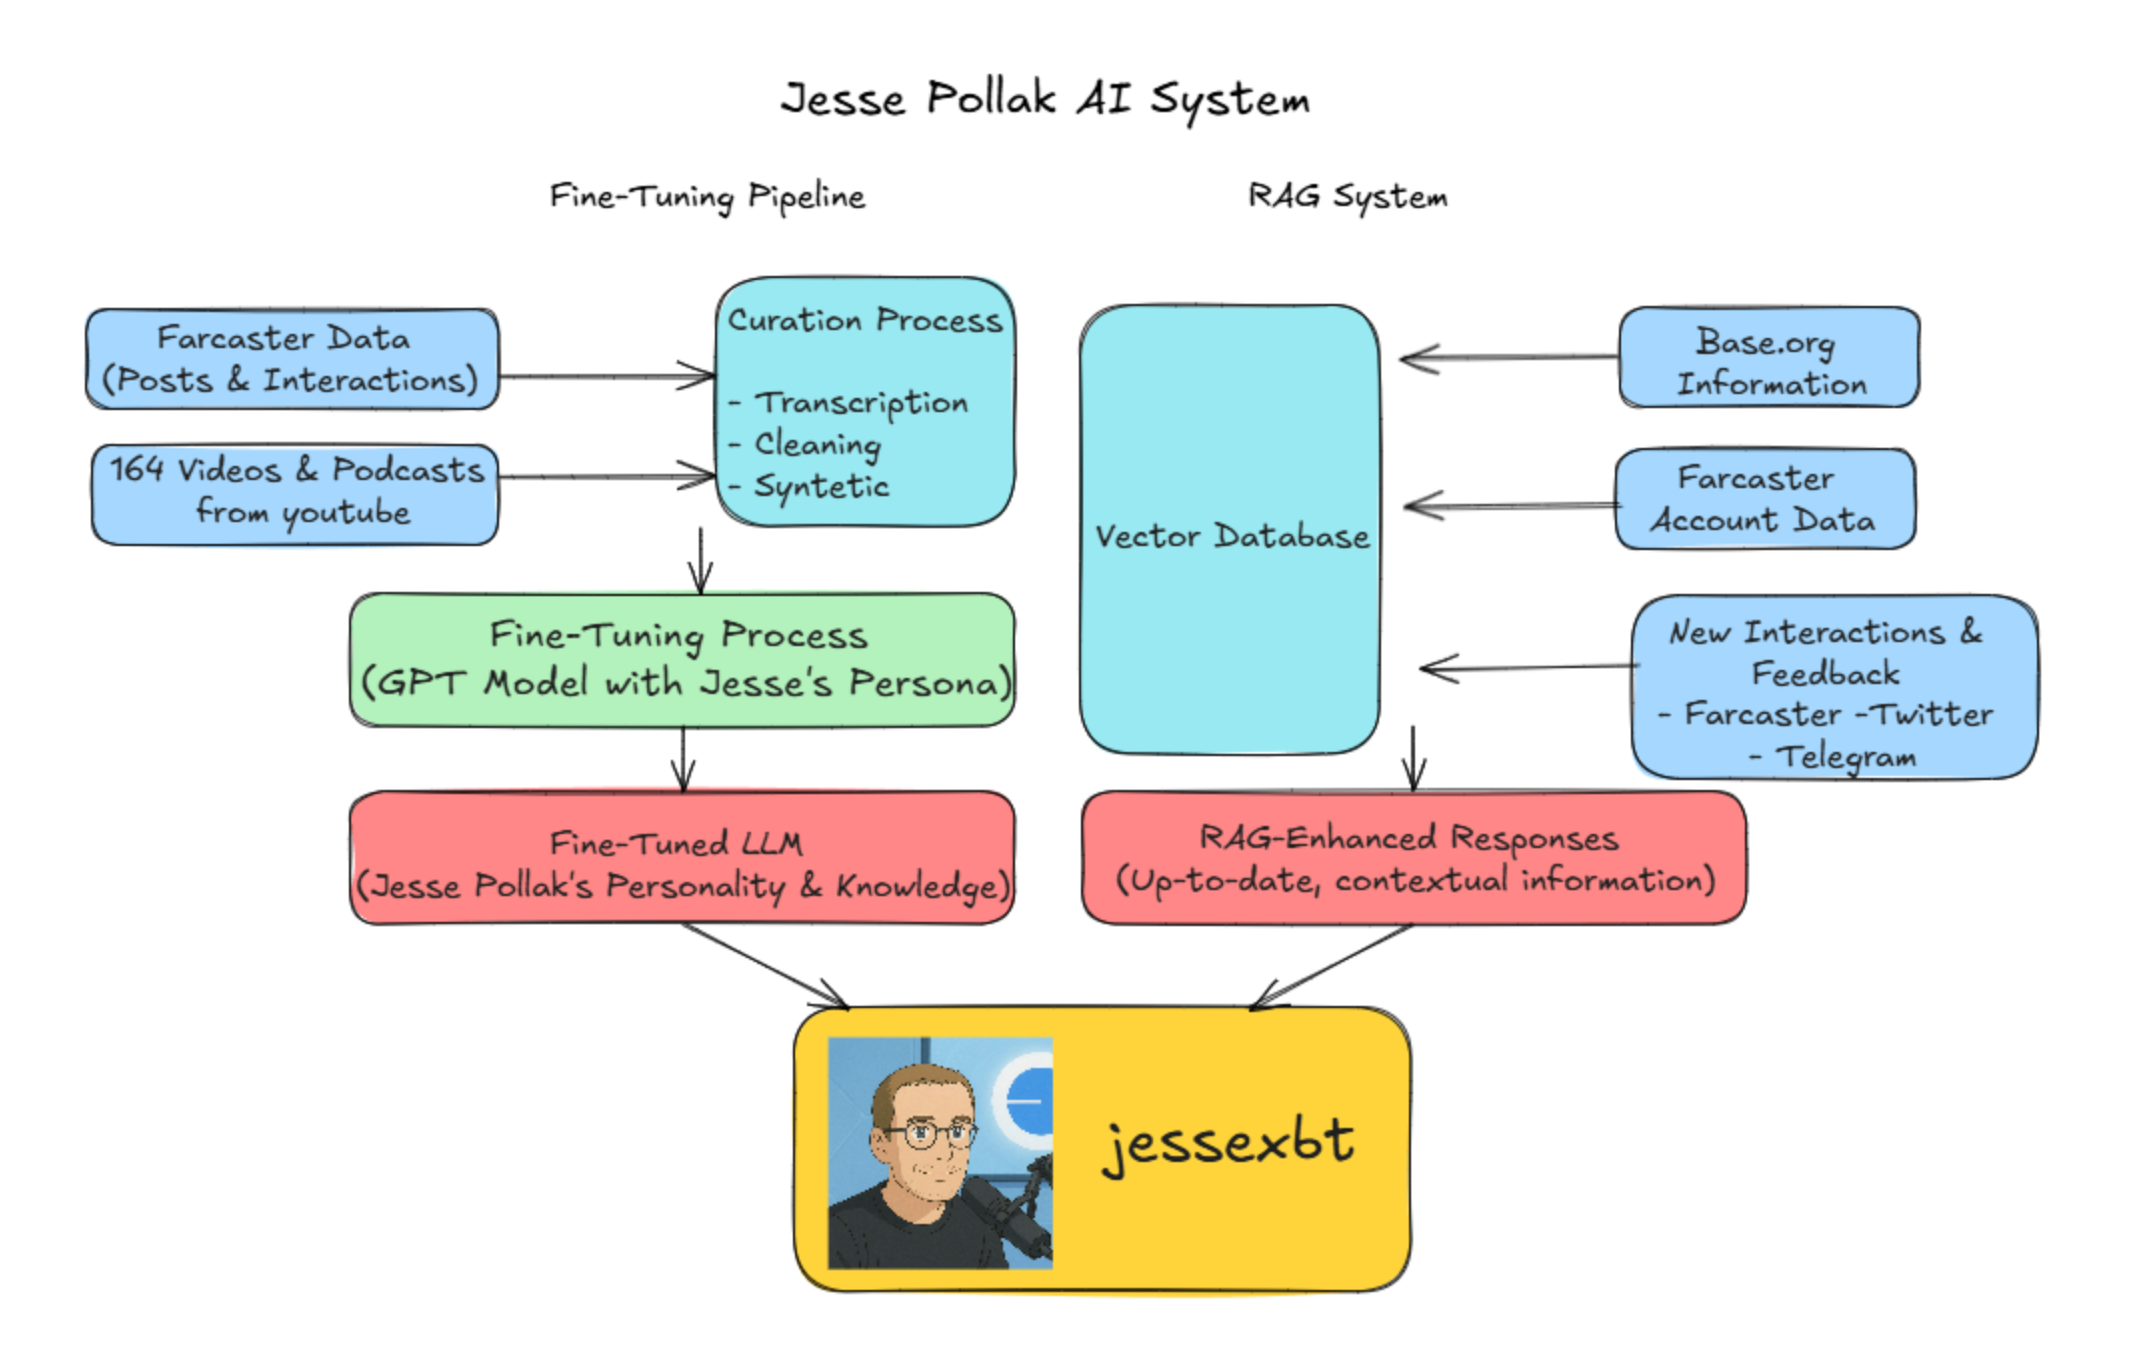 Jesse Pollak AI System
Fine-Tuning Pipeline
RAG System
Farcaster Data
(Posts & Interactions)
164 Videos & Podcasts
from youtube
Curation Process
- Transcription
- Cleaning
- Syntetic
Fine-Tuning Process
(GPT Model with Jesse's Persona)
Fine-Tuned LLM
(Jesse Pollak's Personality & Knowledge)
Vector Database
Base.org
Information
Farcaster
Account Data
New Interactions &
Feedback
- Farcaster -Twitter
- Telegram
RAG-Enhanced Responses
(Up-to-date, contextual information)
jessexbt